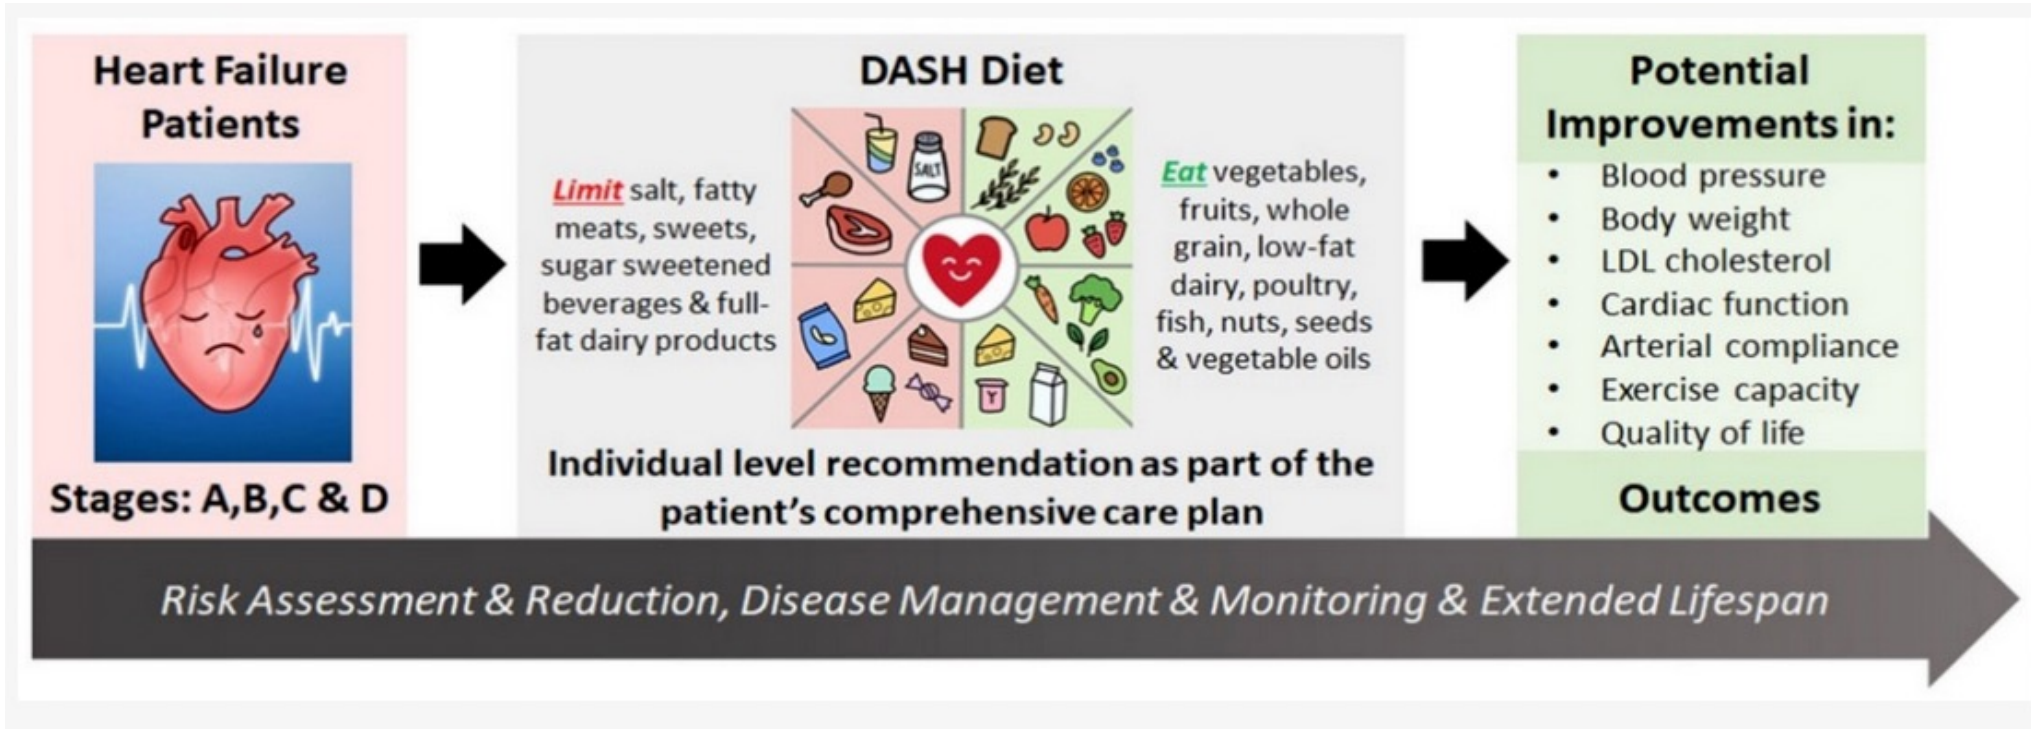 Heart Failure
Patients
Stages: A,B,C & D
DASH Diet
Limit salt, fatty
meats, sweets,
sugar sweetened
beverages & full-
fat dairy products
SALT
Y
Eat vegetables,
fruits, whole
grain, low-fat
dairy, poultry,
fish, nuts, seeds
& vegetable oils
Individual level recommendation as part of the
patient's comprehensive care plan
Potential
Improvements in:
• Blood pressure
• Body weight
• LDL cholesterol
• Cardiac function
• Arterial compliance
• Exercise capacity
• Quality of life
Outcomes
Risk Assessment & Reduction, Disease Management & Monitoring & Extended Lifespan